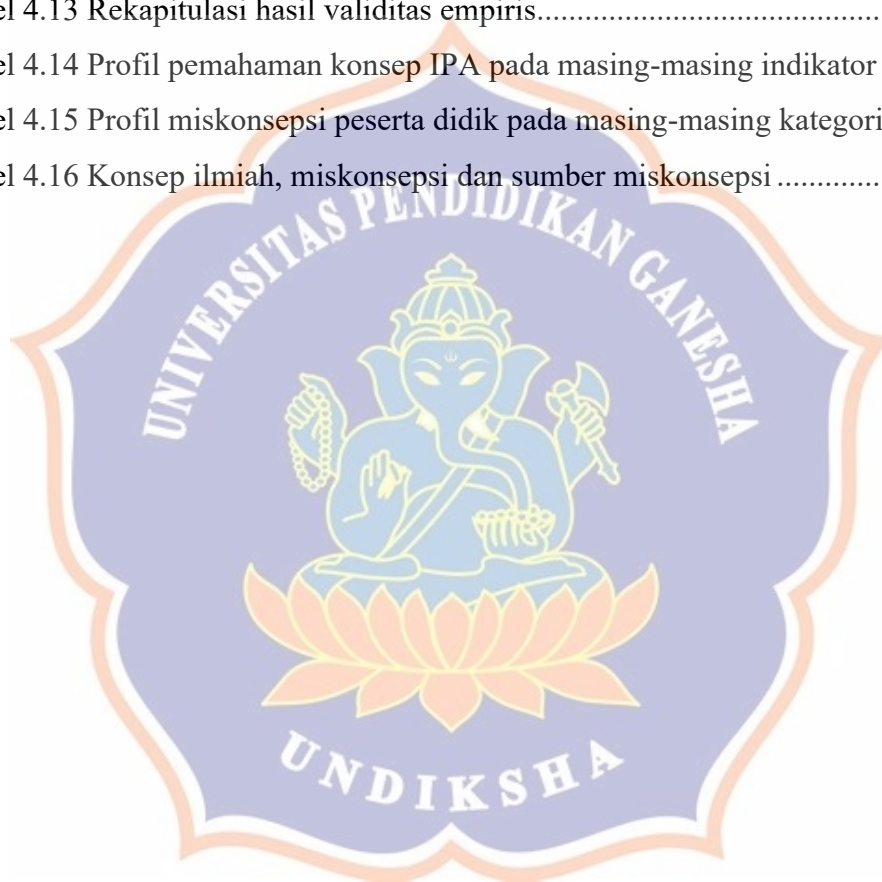 el 4.13 Rekapitulasi hasil validitas empiris............................................
el 4.14 Profil pemahaman konsep IPA pada masing-masing indikator
el 4.15 Profil miskonsepsi peserta didik pada masing-masing kategori
el 4.16 Konsep ilmiah, miskonsepsi dan sumber miskonsepsi .............
UNIVERSITAS PENDIDIKAN GANESHA
UNDIKSHA